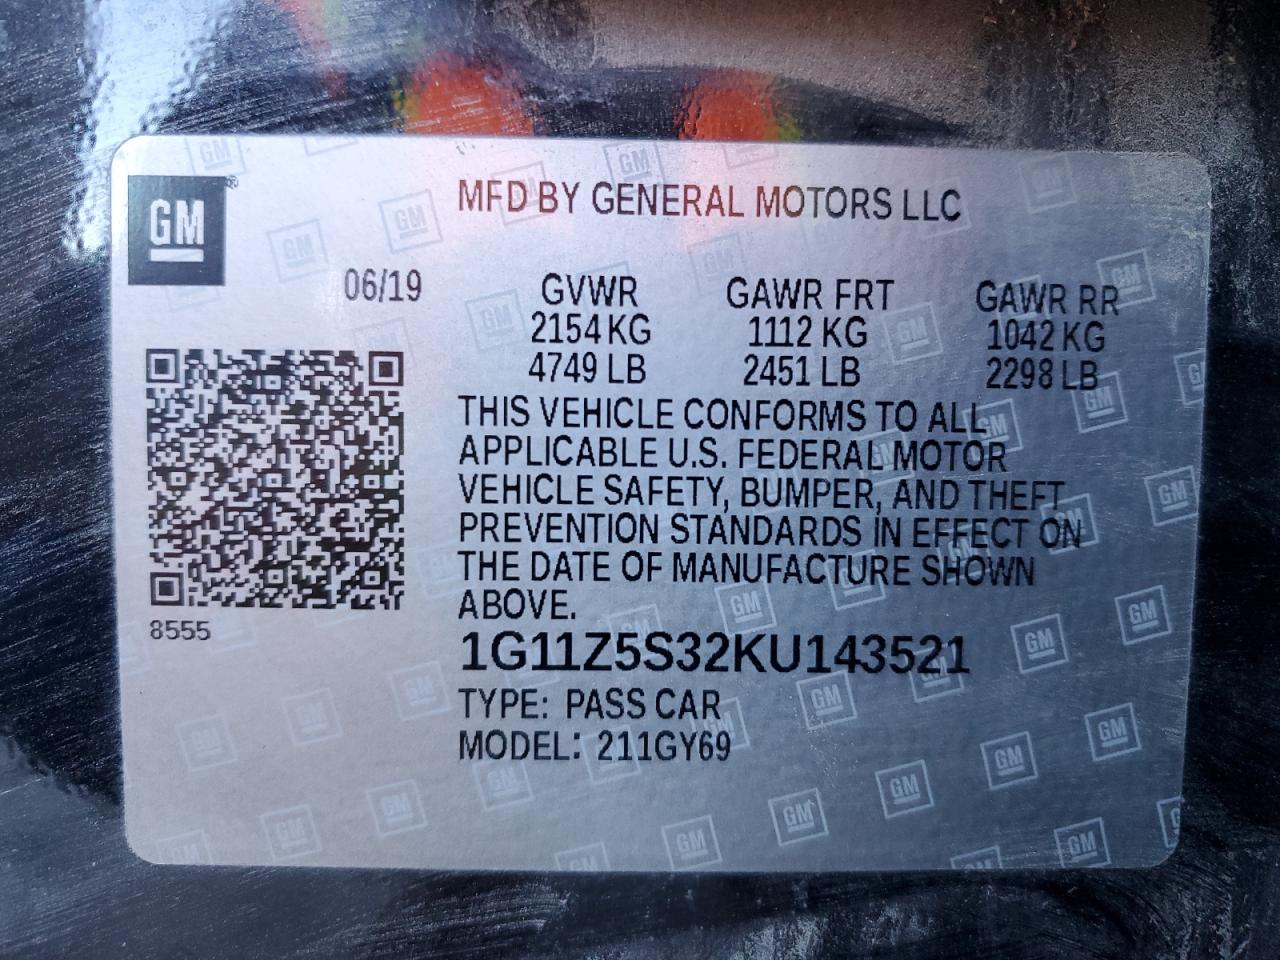 GM®
MFD BY GENERAL MOTORS LLC
06/19
GVWR GAWR FRT GAWR RR
2154 KG 1112 KG 1042 KG
4749 LB 2451 LB 2298 LB
THIS VEHICLE CONFORMS TO ALL
APPLICABLE U.S. FEDERAL MOTOR
VEHICLE SAFETY, BUMPER, AND THEFT
PREVENTION STANDARDS IN EFFECT ON
THE DATE OF MANUFACTURE SHOWN
ABOVE.
8555
1G11Z5S32KU143521
TYPE: PASS CAR
MODEL: 211GY69